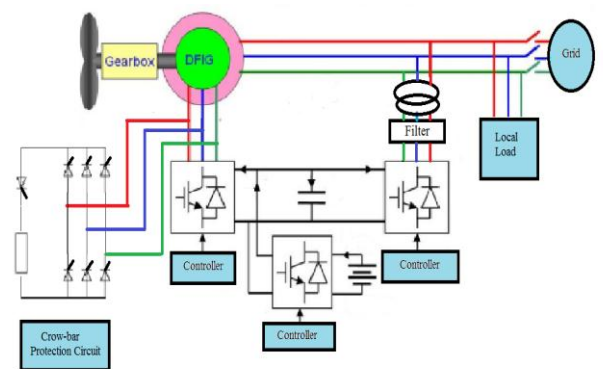 Gearbox
DFIG
Grid
Filter
Local
Load
Controller
Controller
Controller
Crow-bar
Protection Circuit